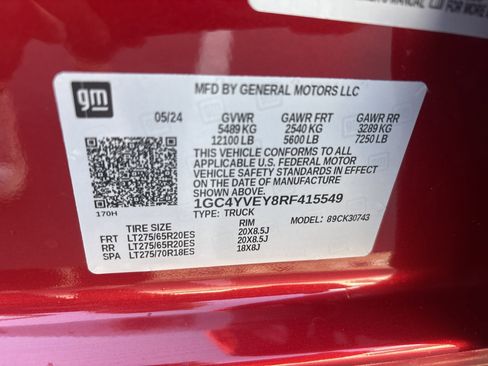 gm
MFD BY GENERAL MOTORS LLC
05/24 GVWR GAWR FRT GAWR RR
5489 KG 2540 KG 3289 KG
12100 LB 5600 LB 7250 LB
THIS VEHICLE CONFORMS TO ALL
APPLICABLE U.S. FEDERAL MOTOR
VEHICLE SAFETY STANDARDS IN EFFECT
ON THE DATE OF MANUFACTURE
SHOWN ABOVE.
1GC4YVEY8RF415549
170H TYPE: TRUCK MODEL: 89CK30743
TIRE SIZE RIM
FRT LT275/65R20ES 20X8.5J
RR LT275/65R20ES 20X8.5J
SPA LT275/70R18ES 18X8J